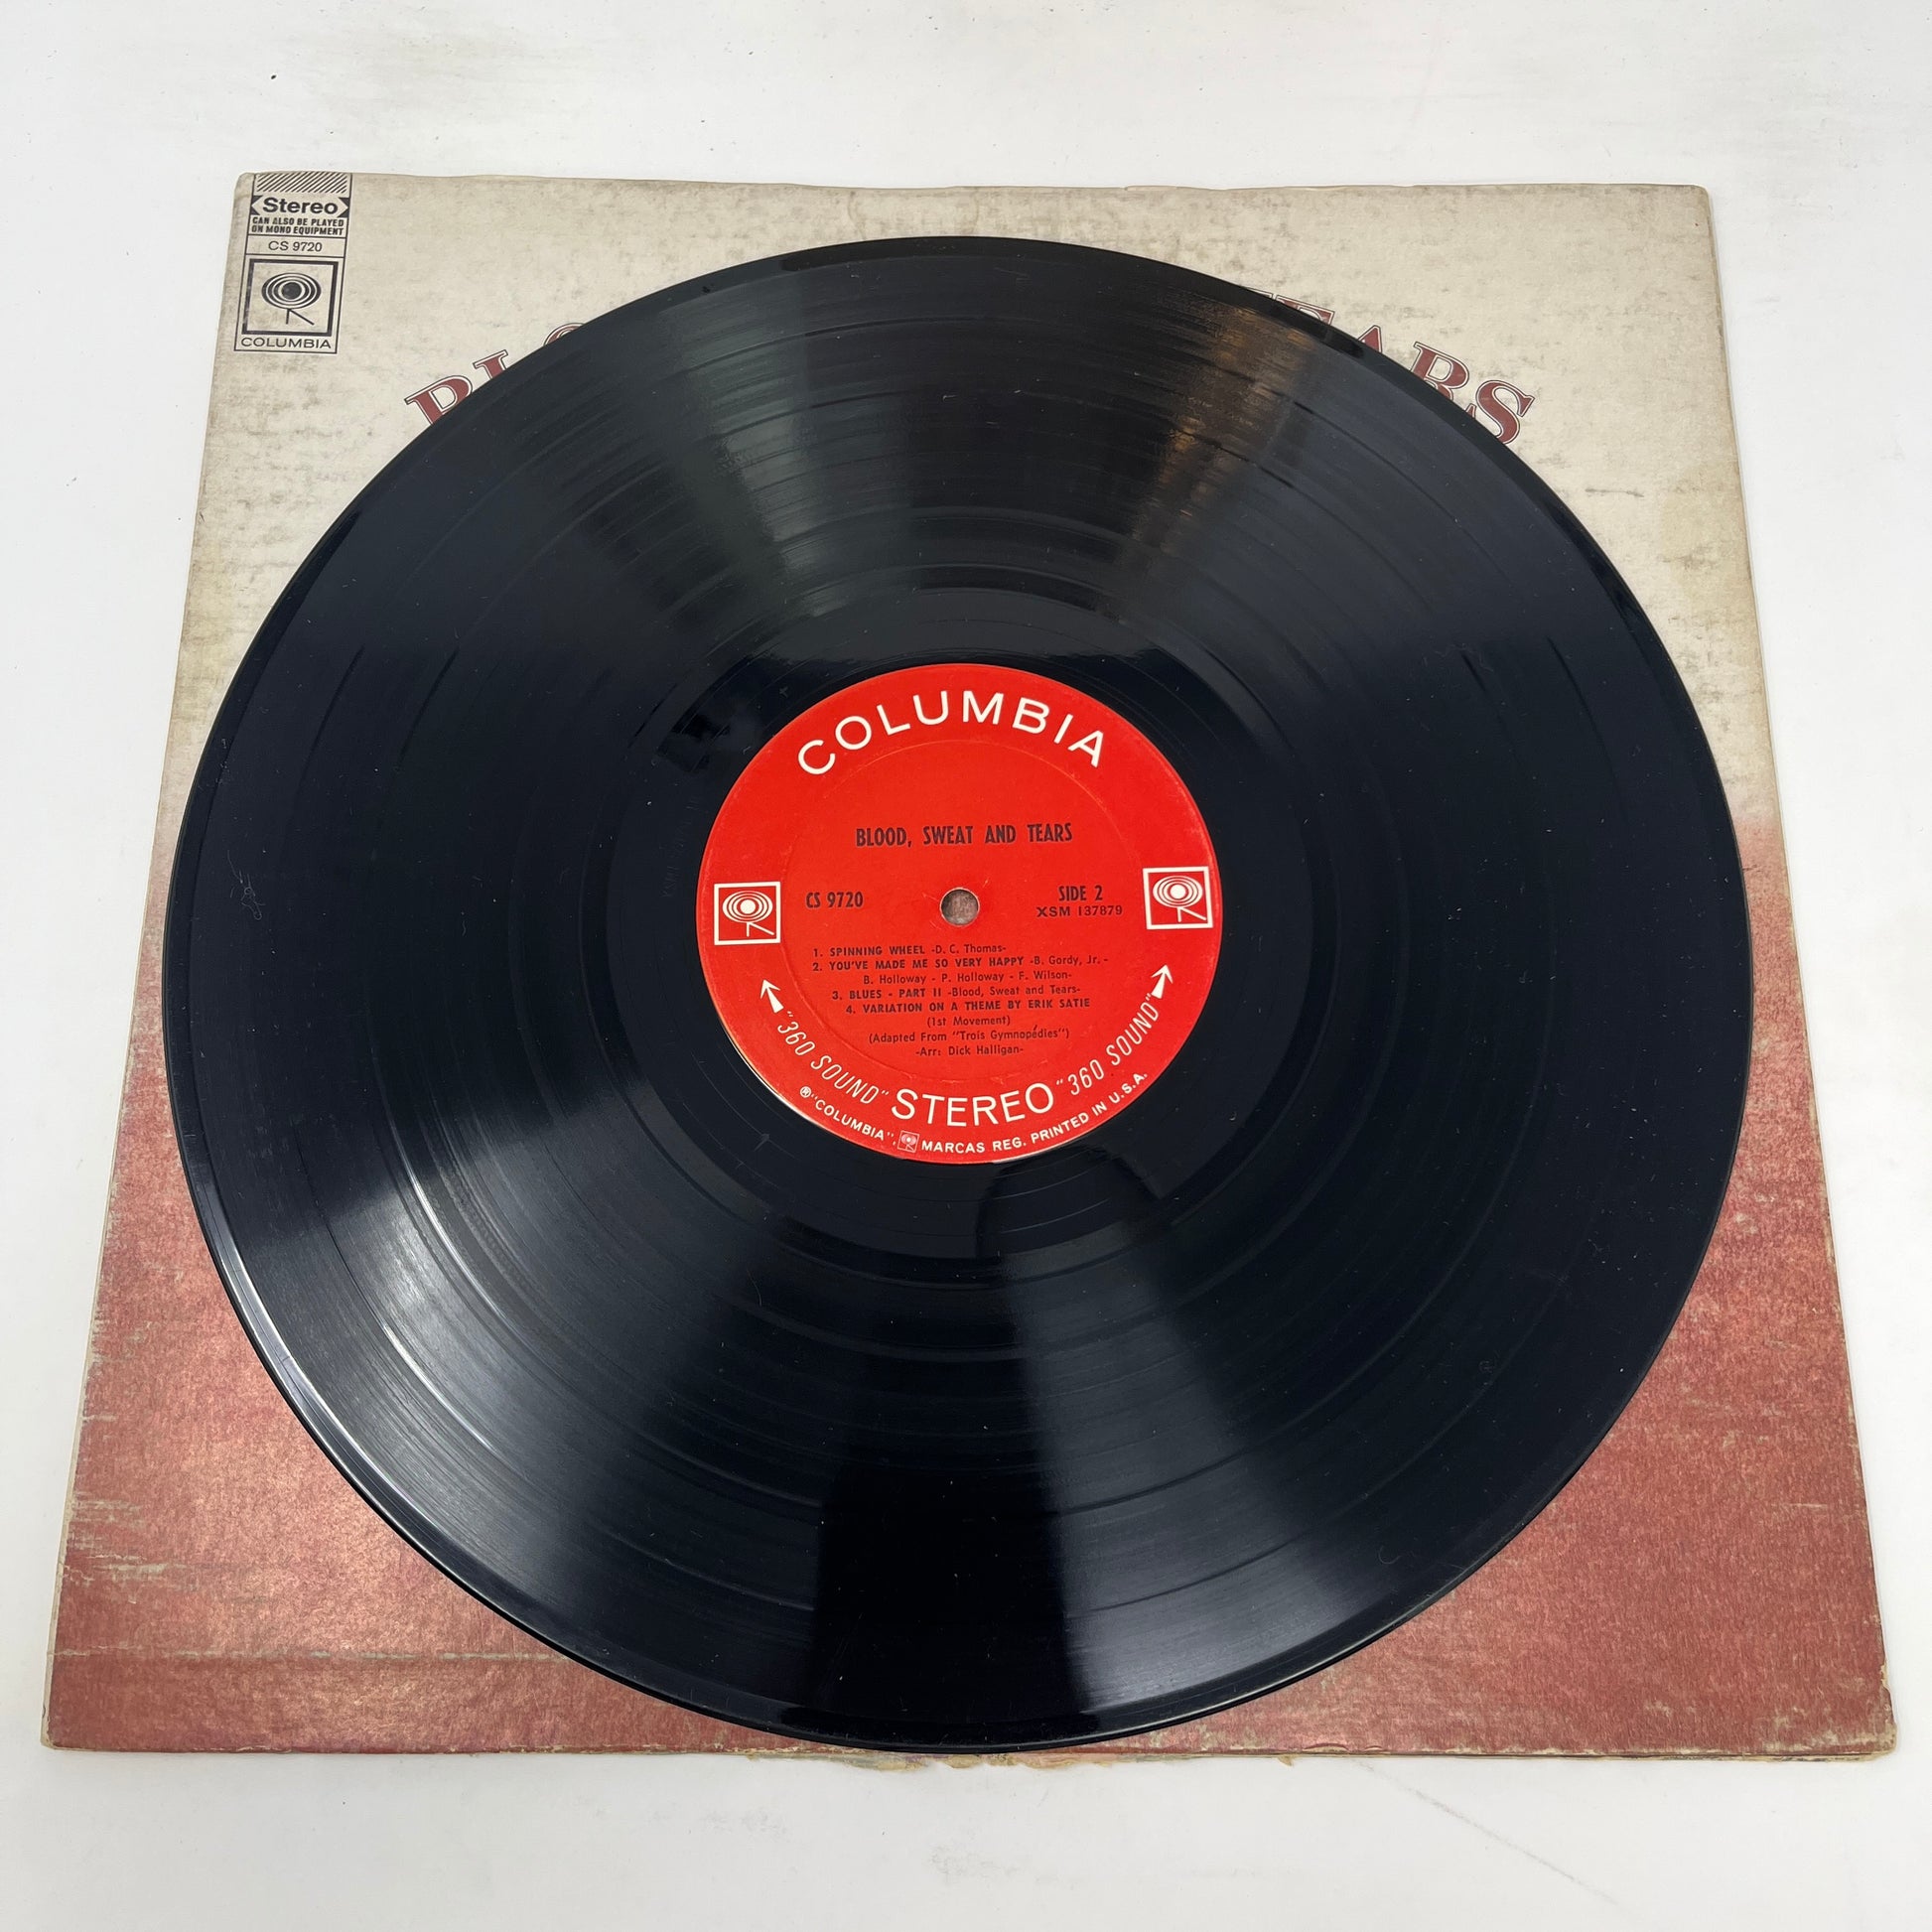 Stereo
CAN ALSO BE PLAYED
ON MONO EQUIPMENT
CS 9720
COLUMBIA
COLUMBIA
BLOOD, SWEAT AND TEARS
CS 9720
SIDE 2
XSM 137879
1. SPINNING WHEEL -D. C. Thomas-
2. YOU'VE MADE ME SO VERY HAPPY -B. Gordy, Jr. -
B. Holloway - P. Holloway - F. Wilson-
3. BLUES - PART II -Blood, Sweat and Tears-
4. VARIATION ON A THEME BY ERIK SATIE
(1st Movement)
(Adapted From "Trois Gymnopédies")
-Arr: Dick Halligan-
"360 SOUND" STEREO "360 SOUND"
® "COLUMBIA", MARCAS REG. PRINTED IN U.S.A.